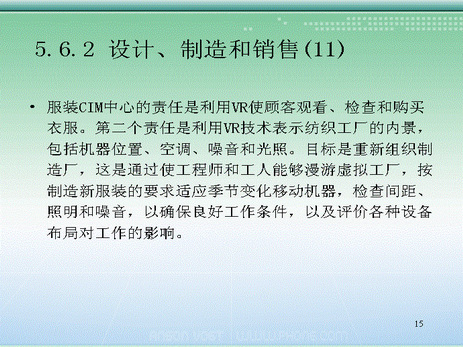 5.6.2 设计、制造和销售(11)
• 服装CIM中心的责任是利用VR使顾客观看、检查和购买
衣服。第二个责任是利用VR技术表示纺织工厂的内景，
包括机器位置、空调、噪音和光照。目标是重新组织制
造厂，这是通过使工程师和工人能够漫游虚拟工厂，按
制造新服装的要求适应季节变化移动机器，检查间距、
照明和噪音，以确保良好工作条件，以及评价各种设备
布局对工作的影响。
15